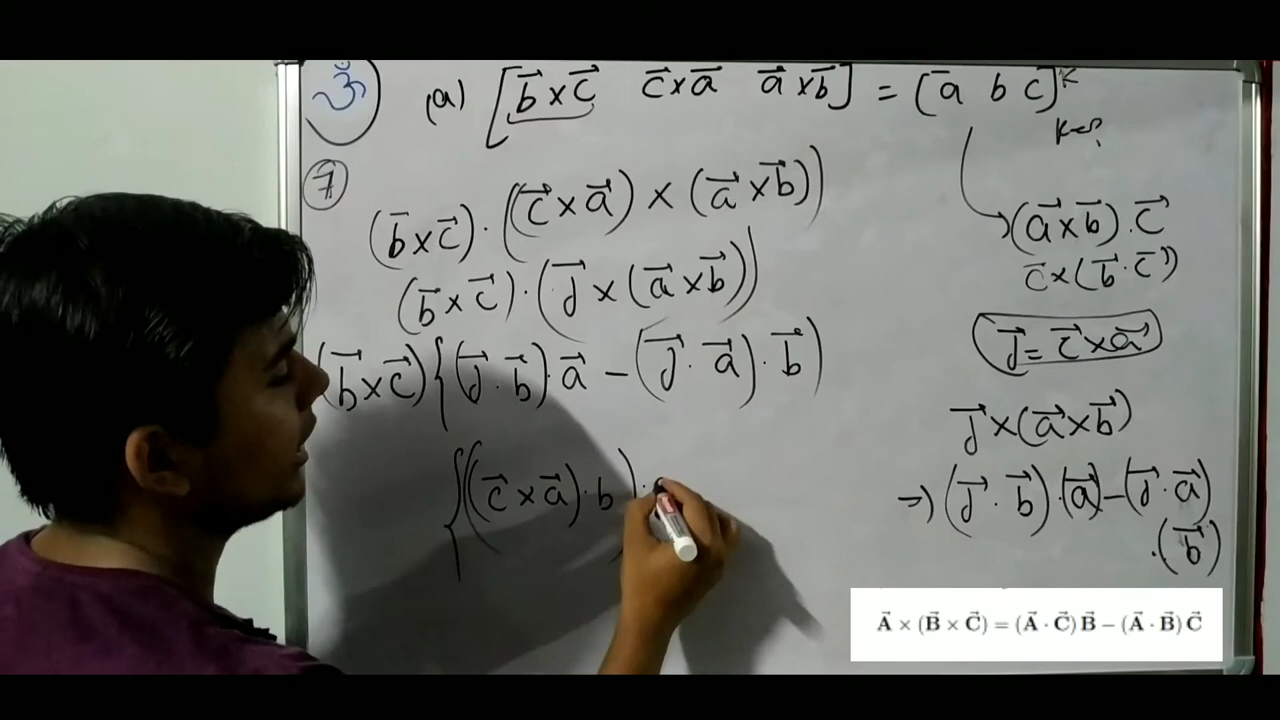 ॐ
(a) [b⃗×c⃗ c⃗×a⃗ a⃗×b⃗] = [a̅ b c̅]ᴷ
K=?
7
(b̅×c⃗)·((c⃗×a⃗)×(a⃗×b⃗))
(b̅×c⃗)·(J⃗×(a⃗×b⃗))
(b⃗×c⃗){(J⃗·b⃗)·a⃗−(J⃗·a⃗)·b⃗)
{((c⃗×a⃗)·b)·
(a⃗×b⃗)·c⃗
c̅×(b̅·c̅))
J⃗=c⃗×a⃗
J⃗×(a⃗×b⃗)
⇒(J⃗·b⃗)·(a⃗)−(J⃗·a⃗)
·(b⃗)
A⃗ × (B⃗ × C⃗) = (A⃗ · C⃗) B⃗ − (A⃗ · B⃗) C⃗